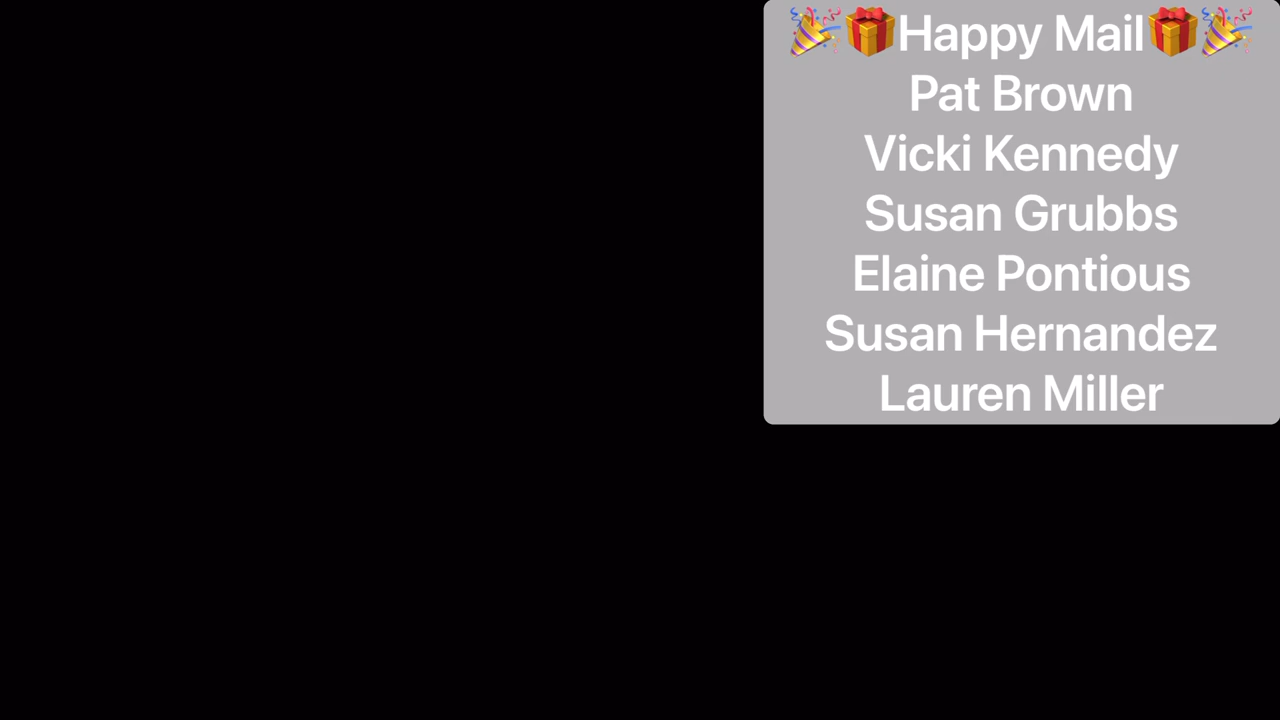 🎉🎁Happy Mail🎁🎉
Pat Brown
Vicki Kennedy
Susan Grubbs
Elaine Pontious
Susan Hernandez
Lauren Miller